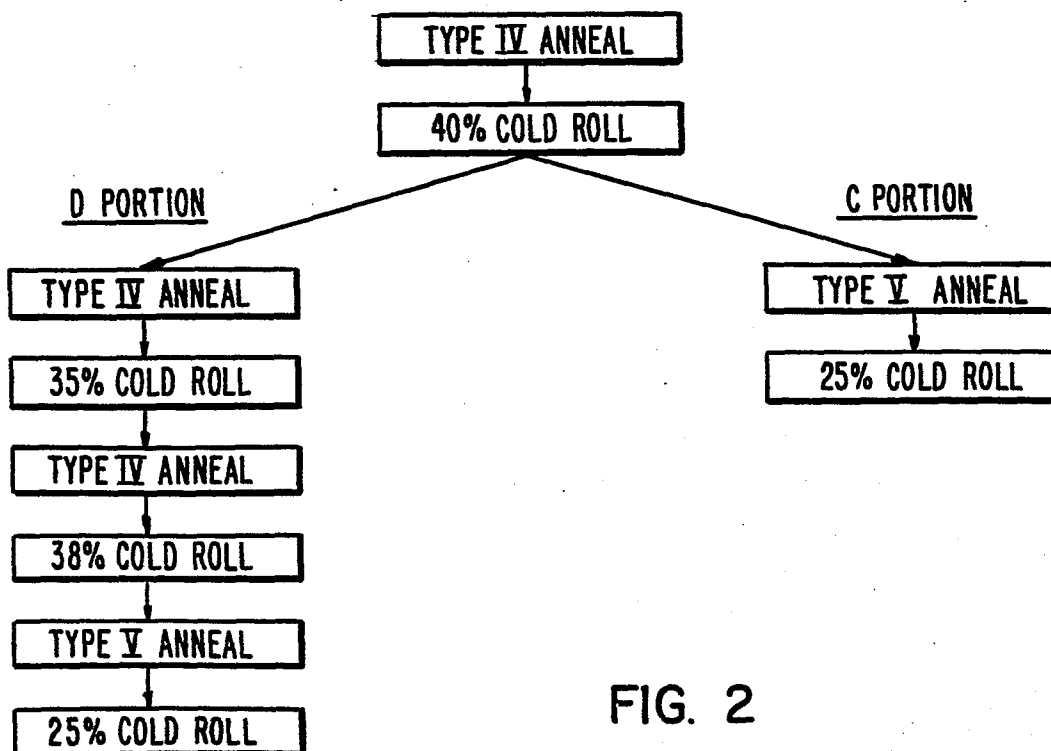 TYPE IV ANNEAL
40% COLD ROLL
D PORTION
C PORTION
TYPE IV ANNEAL
TYPE V ANNEAL
35% COLD ROLL
25% COLD ROLL
TYPE IV ANNEAL
38% COLD ROLL
TYPE V ANNEAL
25% COLD ROLL
FIG. 2